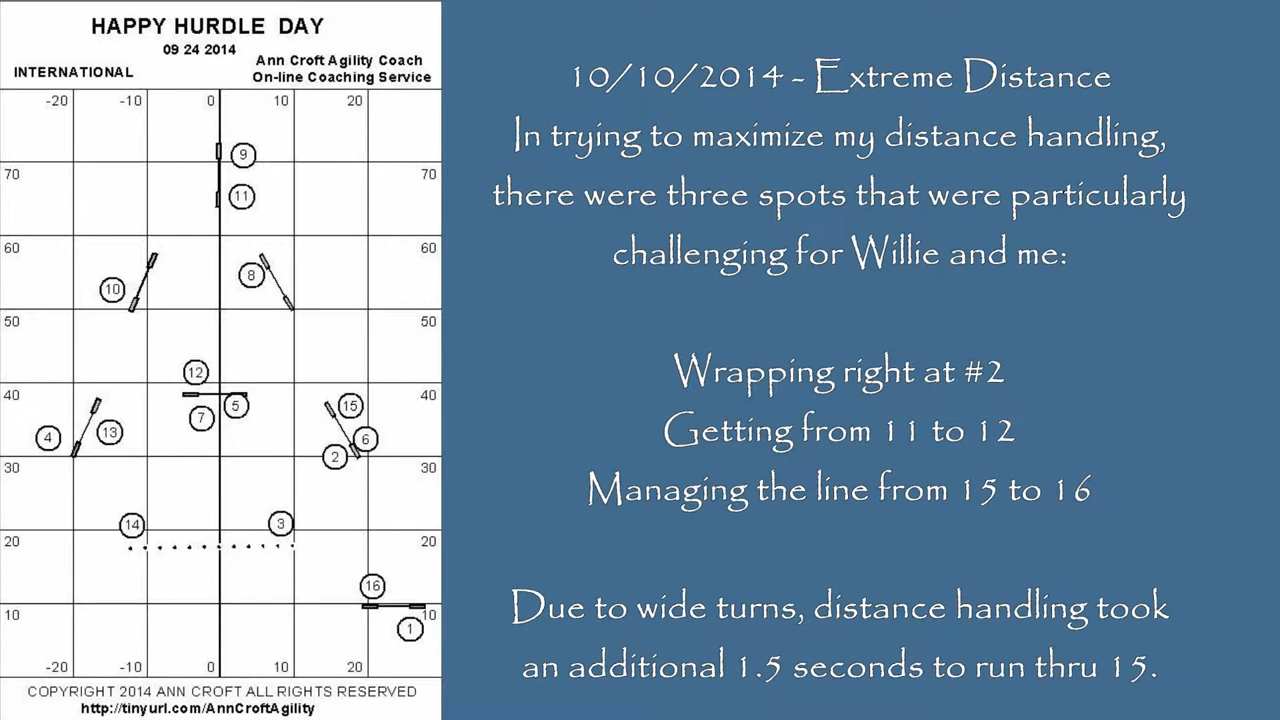 HAPPY HURDLE DAY
09 24 2014
Ann Croft Agility Coach
INTERNATIONAL
On-line Coaching Service
-20 -10 0 10 20
9
70 70
11
60 60
8
10
50 50
12
40 40
15
5
7
4 13 6
2
30 30
14 3
20 20
16
10 10
1
-20 -10 0 10 20
COPYRIGHT 2014 ANN CROFT ALL RIGHTS RESERVED
http://tinyurl.com/AnnCroftAgility
10/10/2014 - Extreme Distance
In trying to maximize my distance handling,
there were three spots that were particularly
challenging for Willie and me:
Wrapping right at #2
Getting from 11 to 12
Managing the line from 15 to 16
Due to wide turns, distance handling took
an additional 1.5 seconds to run thru 15.